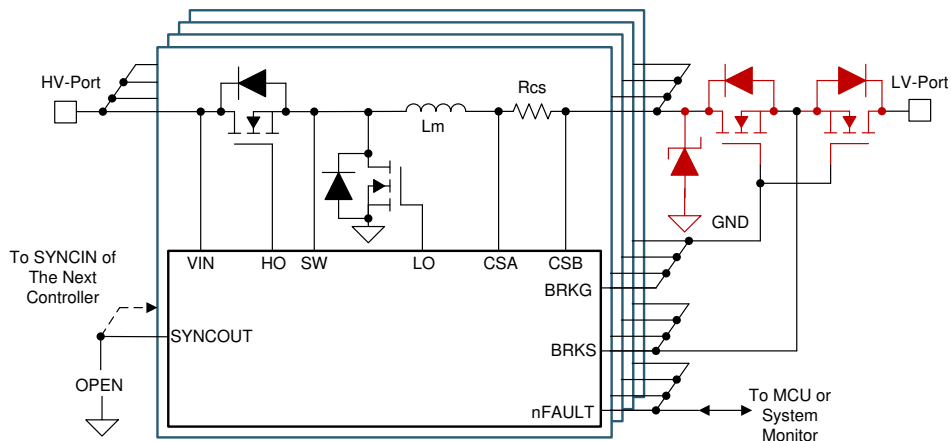 HV-Port
LV-Port
Rcs
Lm
GND
To SYNCIN of
The Next
Controller
VIN
HO
SW
LO
CSA
CSB
BRKG
SYNCOUT
BRKS
OPEN
nFAULT
To MCU or
System
Monitor